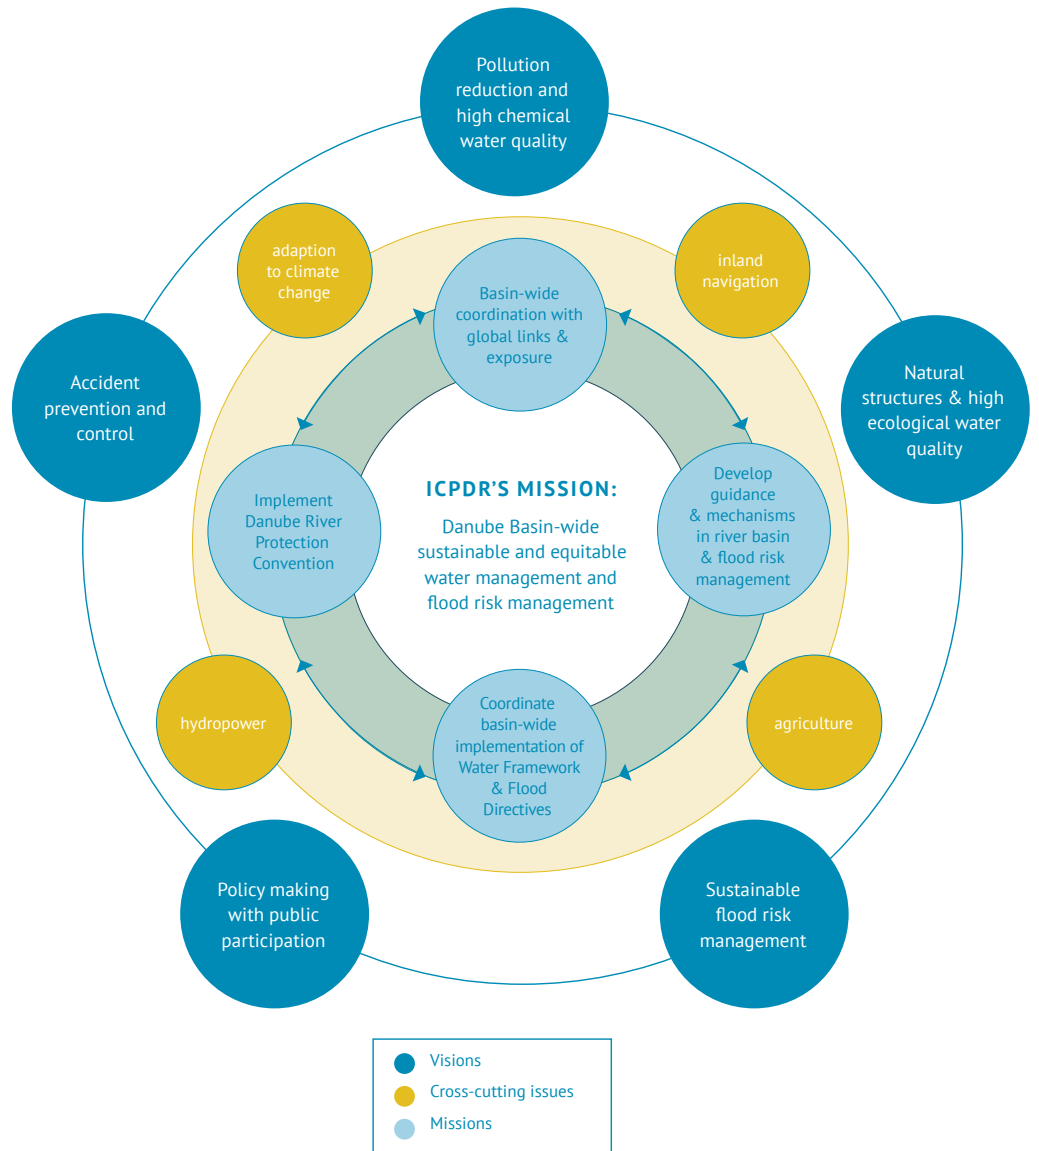 Pollution
reduction and
high chemical
water quality
adaption
to climate
change
inland
navigation
Basin-wide
coordination with
global links &
exposure
Accident
prevention and
control
Natural
structures & high
ecological water
quality
Implement
Danube River
Protection
Convention
ICPDR'S MISSION:
Danube Basin-wide
sustainable and equitable
water management and
flood risk management
Develop
guidance
& mechanisms
in river basin
& flood risk
management
hydropower
Coordinate
basin-wide
implementation of
Water Framework
& Flood
Directives
agriculture
Policy making
with public
participation
Sustainable
flood risk
management
Visions
Cross-cutting issues
Missions